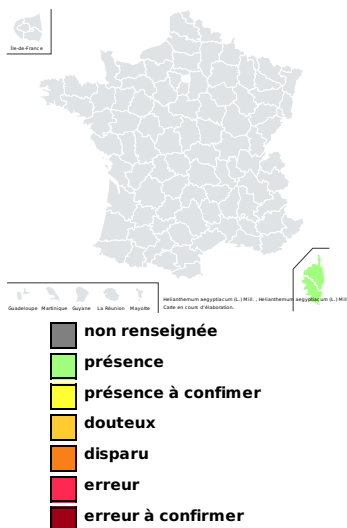 Île-de-France
Helianthemum aegyptiacum (L.) Mill. , Helianthemum aegyptiacum (L.) Mill
Guadeloupe Martinique Guyane La Réunion Mayotte
Carte en cours d'élaboration.
non renseignée
présence
présence à confimer
douteux
disparu
erreur
erreur à confirmer